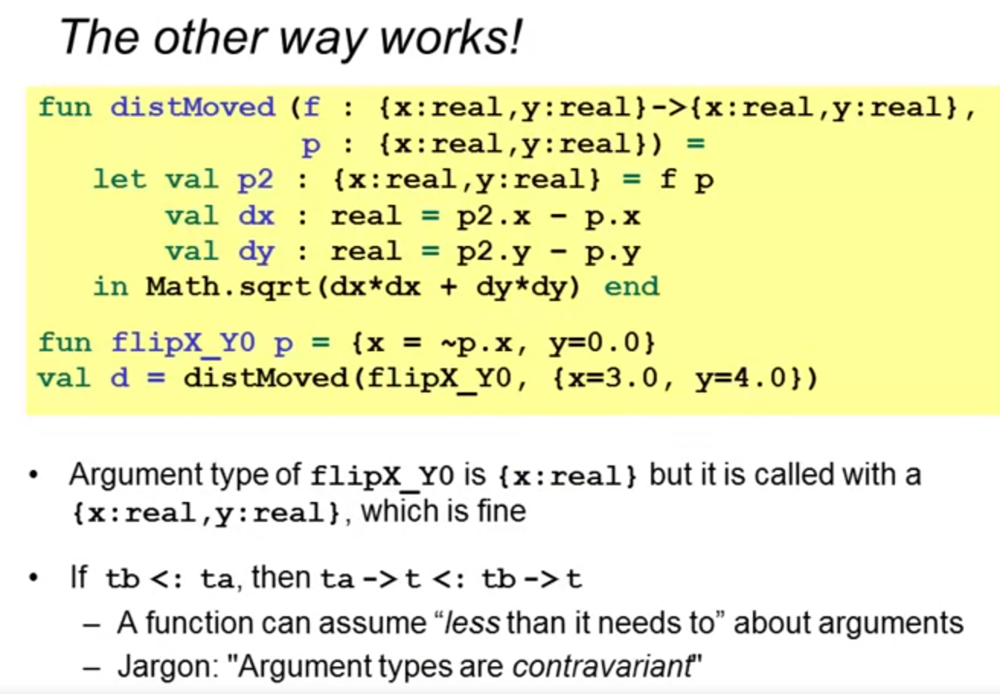 The other way works!
fun distMoved (f : {x:real,y:real}->{x:real,y:real},
p : {x:real,y:real}) =
let val p2 : {x:real,y:real} = f p
val dx : real = p2.x - p.x
val dy : real = p2.y - p.y
in Math.sqrt(dx*dx + dy*dy) end
fun flipX_Y0 p = {x = ~p.x, y=0.0}
val d = distMoved(flipX_Y0, {x=3.0, y=4.0})
• Argument type of flipX_Y0 is {x:real} but it is called with a
{x:real,y:real}, which is fine
• If tb <: ta, then ta->t <: tb->t
– A function can assume “less than it needs to” about arguments
– Jargon: "Argument types are contravariant"